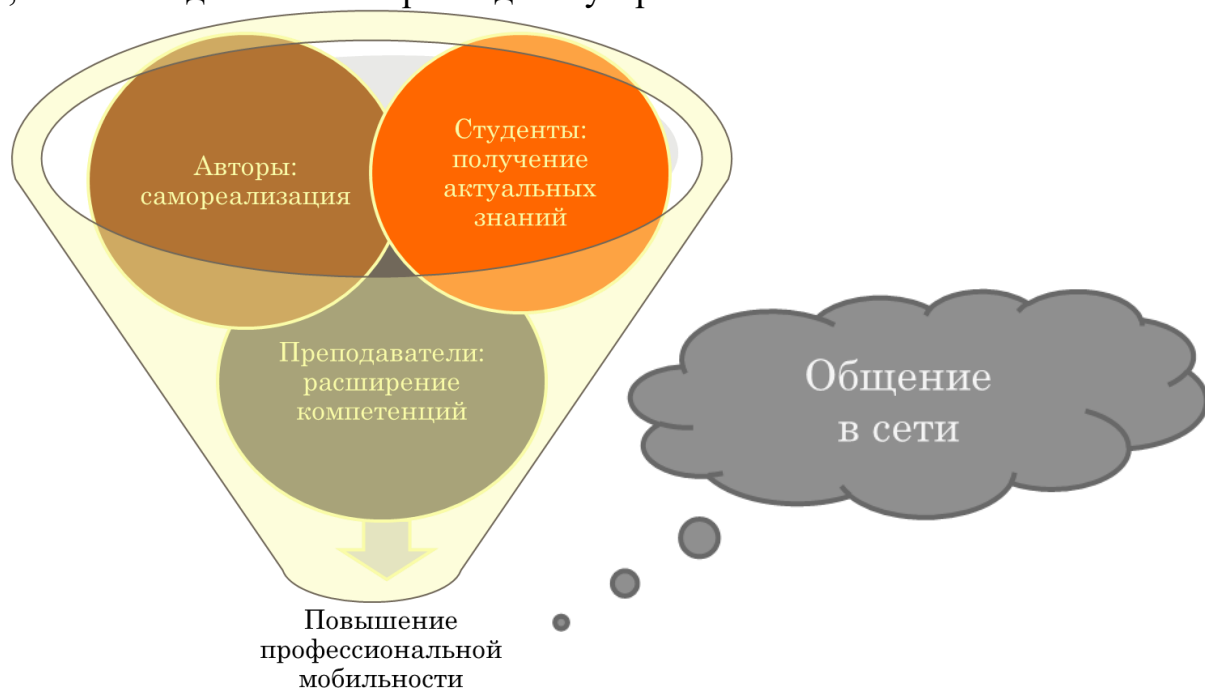 Авторы:
самореализация
Студенты:
получение
актуальных
знаний
Преподаватели:
расширение
компетенций
Общение
в сети
Повышение
профессиональной
мобильности